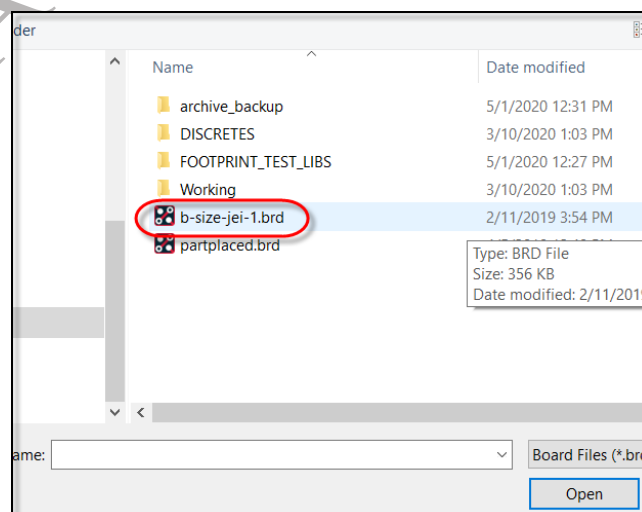 der
Name Date modified
archive_backup 5/1/2020 12:31 PM
DISCRETES 3/10/2020 1:03 PM
FOOTPRINT_TEST_LIBS 5/1/2020 12:27 PM
Working 3/10/2020 1:03 PM
b-size-jei-1.brd 2/11/2019 3:54 PM
partplaced.brd
Type: BRD File
Size: 356 KB
Date modified: 2/11/2019
ame: Board Files (*.brd
Open